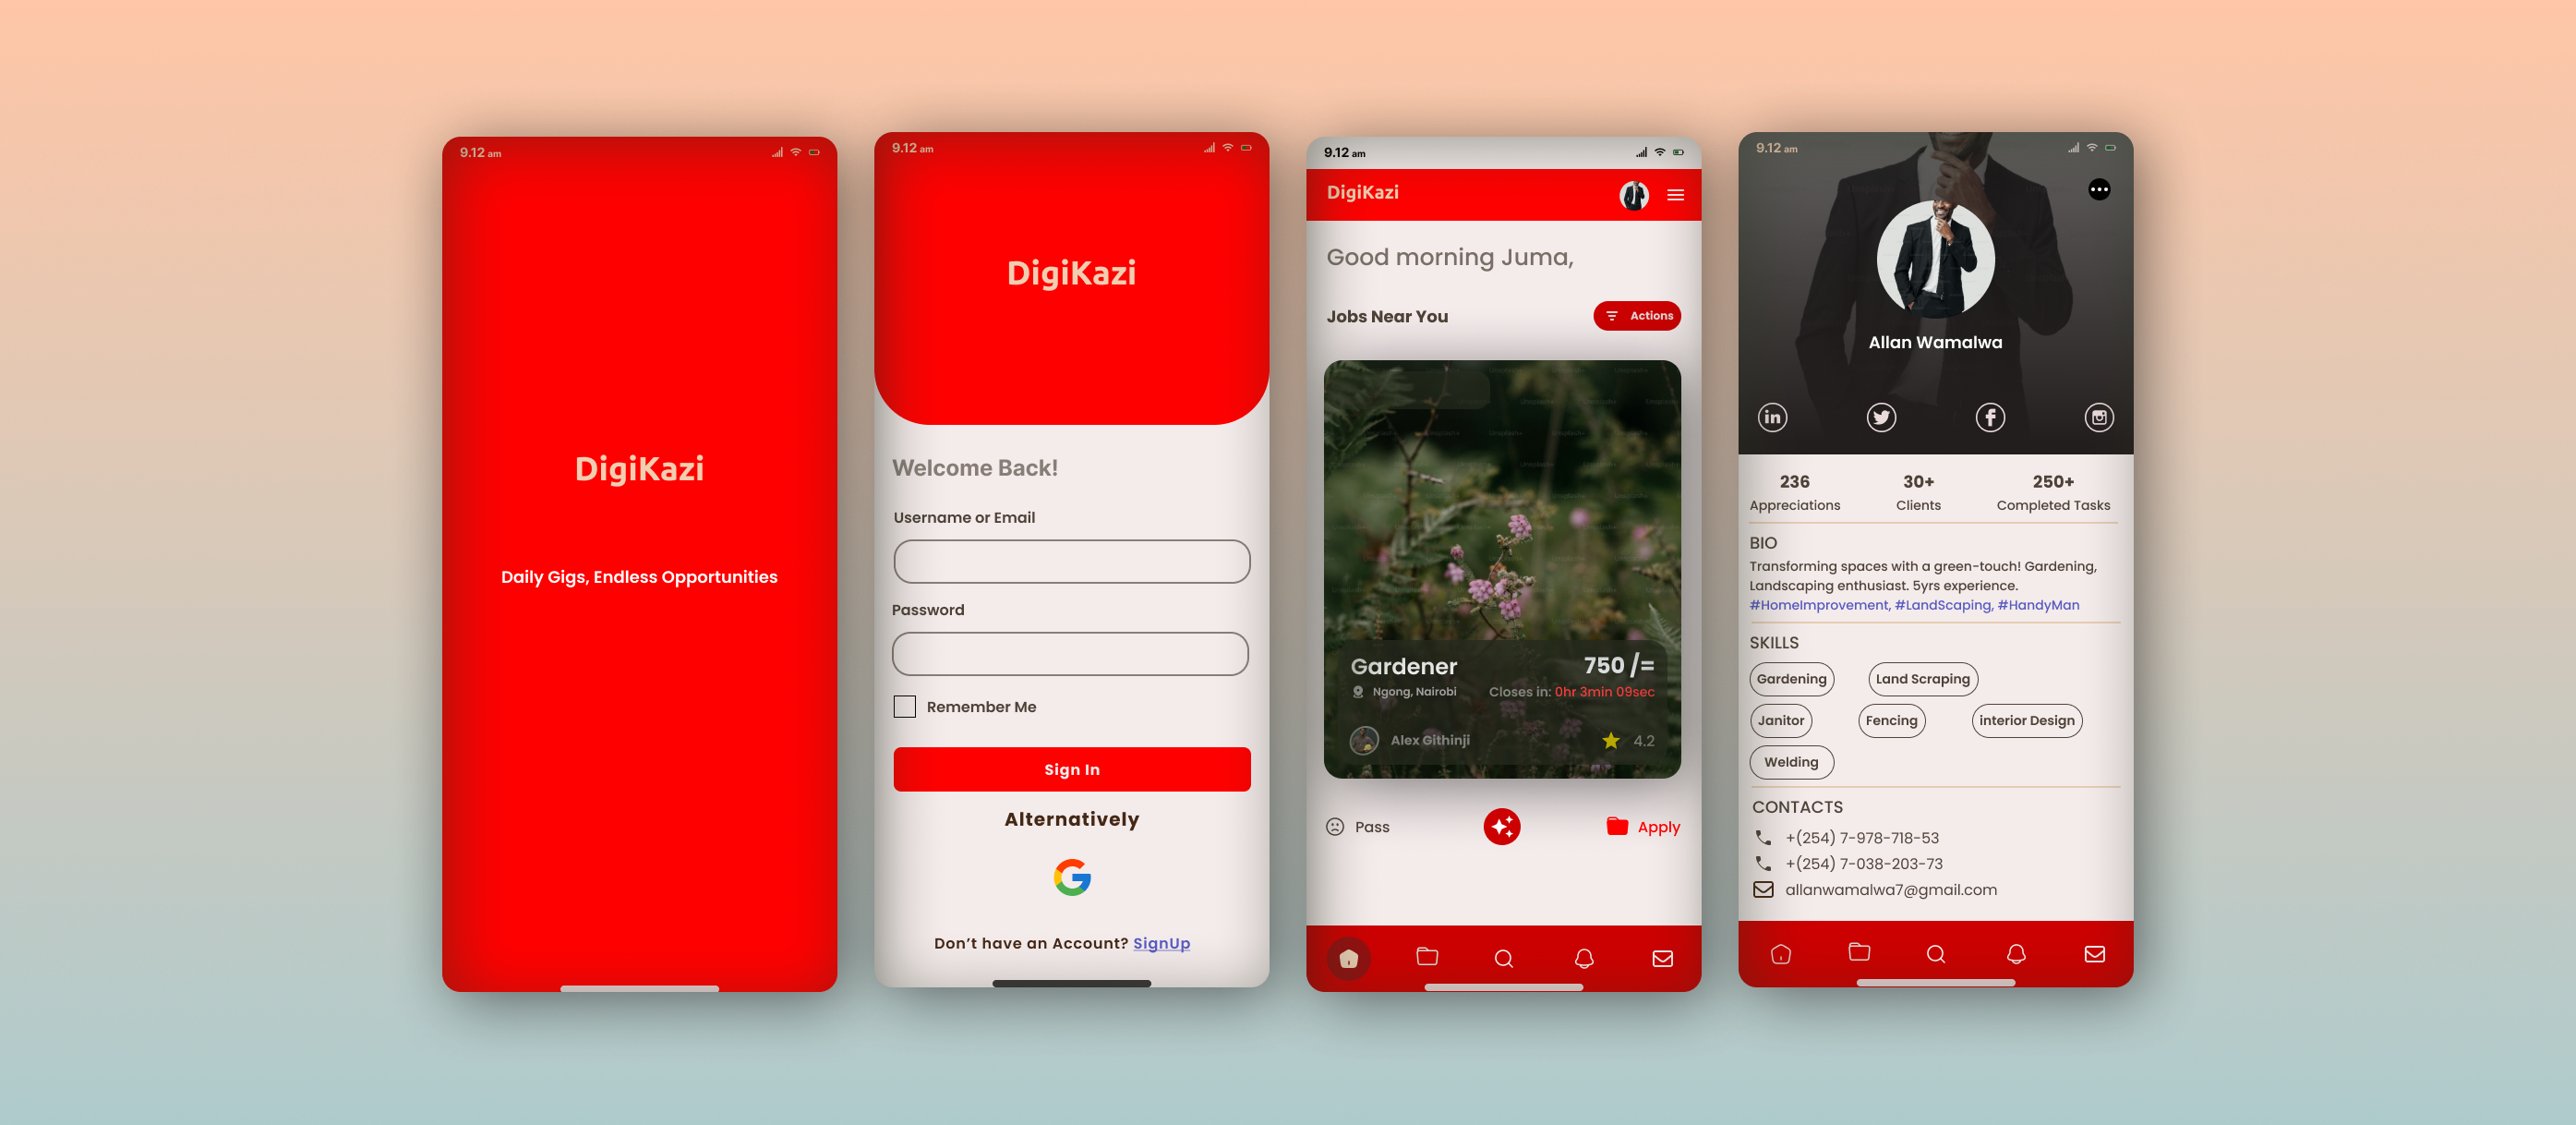 9.12 am
DigiKazi
Daily Gigs, Endless Opportunities
9.12 am
DigiKazi
Welcome Back!
Username or Email
Password
Remember Me
Sign In
Alternatively
Don't have an Account? SignUp
9.12 am
DigiKazi
Good morning Juma,
Jobs Near You
Actions
Gardener 750 /=
Ngong, Nairobi Closes in: 0hr 3min 09sec
Alex Githinji 4.2
Pass
Apply
9.12 am
Allan Wamalwa
236 30+ 250+
Appreciations Clients Completed Tasks
BIO
Transforming spaces with a green-touch! Gardening,
Landscaping enthusiast. 5yrs experience.
#HomeImprovement, #LandScaping, #HandyMan
SKILLS
Gardening Land Scraping
Janitor Fencing interior Design
Welding
CONTACTS
+(254) 7-978-718-53
+(254) 7-038-203-73
allanwamalwa7@gmail.com